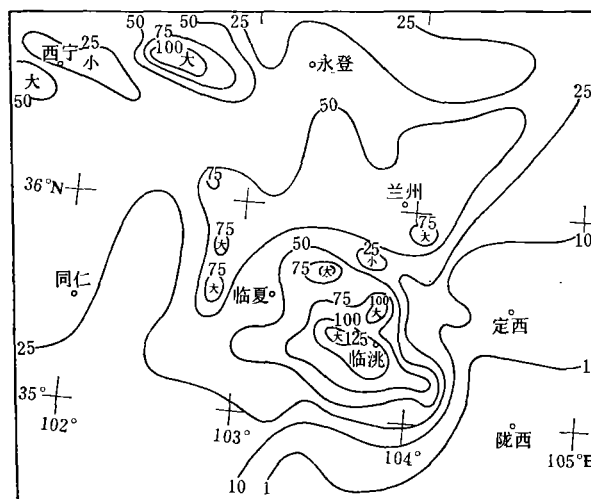 50 75 50 25 25
西宁 25 小 100 大 永登
大
50
50 25
36°N 75 兰州
75 大
10
75 大 50 25 小
75 大 75 大
同仁 临夏 75 100 大 定西
100
大 125
临洮
25 1
35°
102° 103° 104° 陇西 105°E
10 1